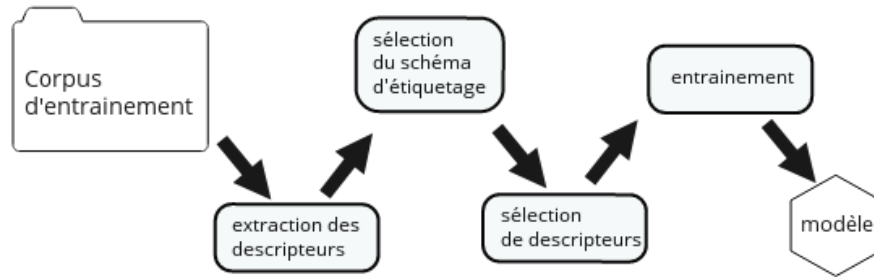 Corpus
d'entrainement
extraction des
descripteurs
sélection
du schéma
d'étiquetage
sélection
de descripteurs
entrainement
modèle